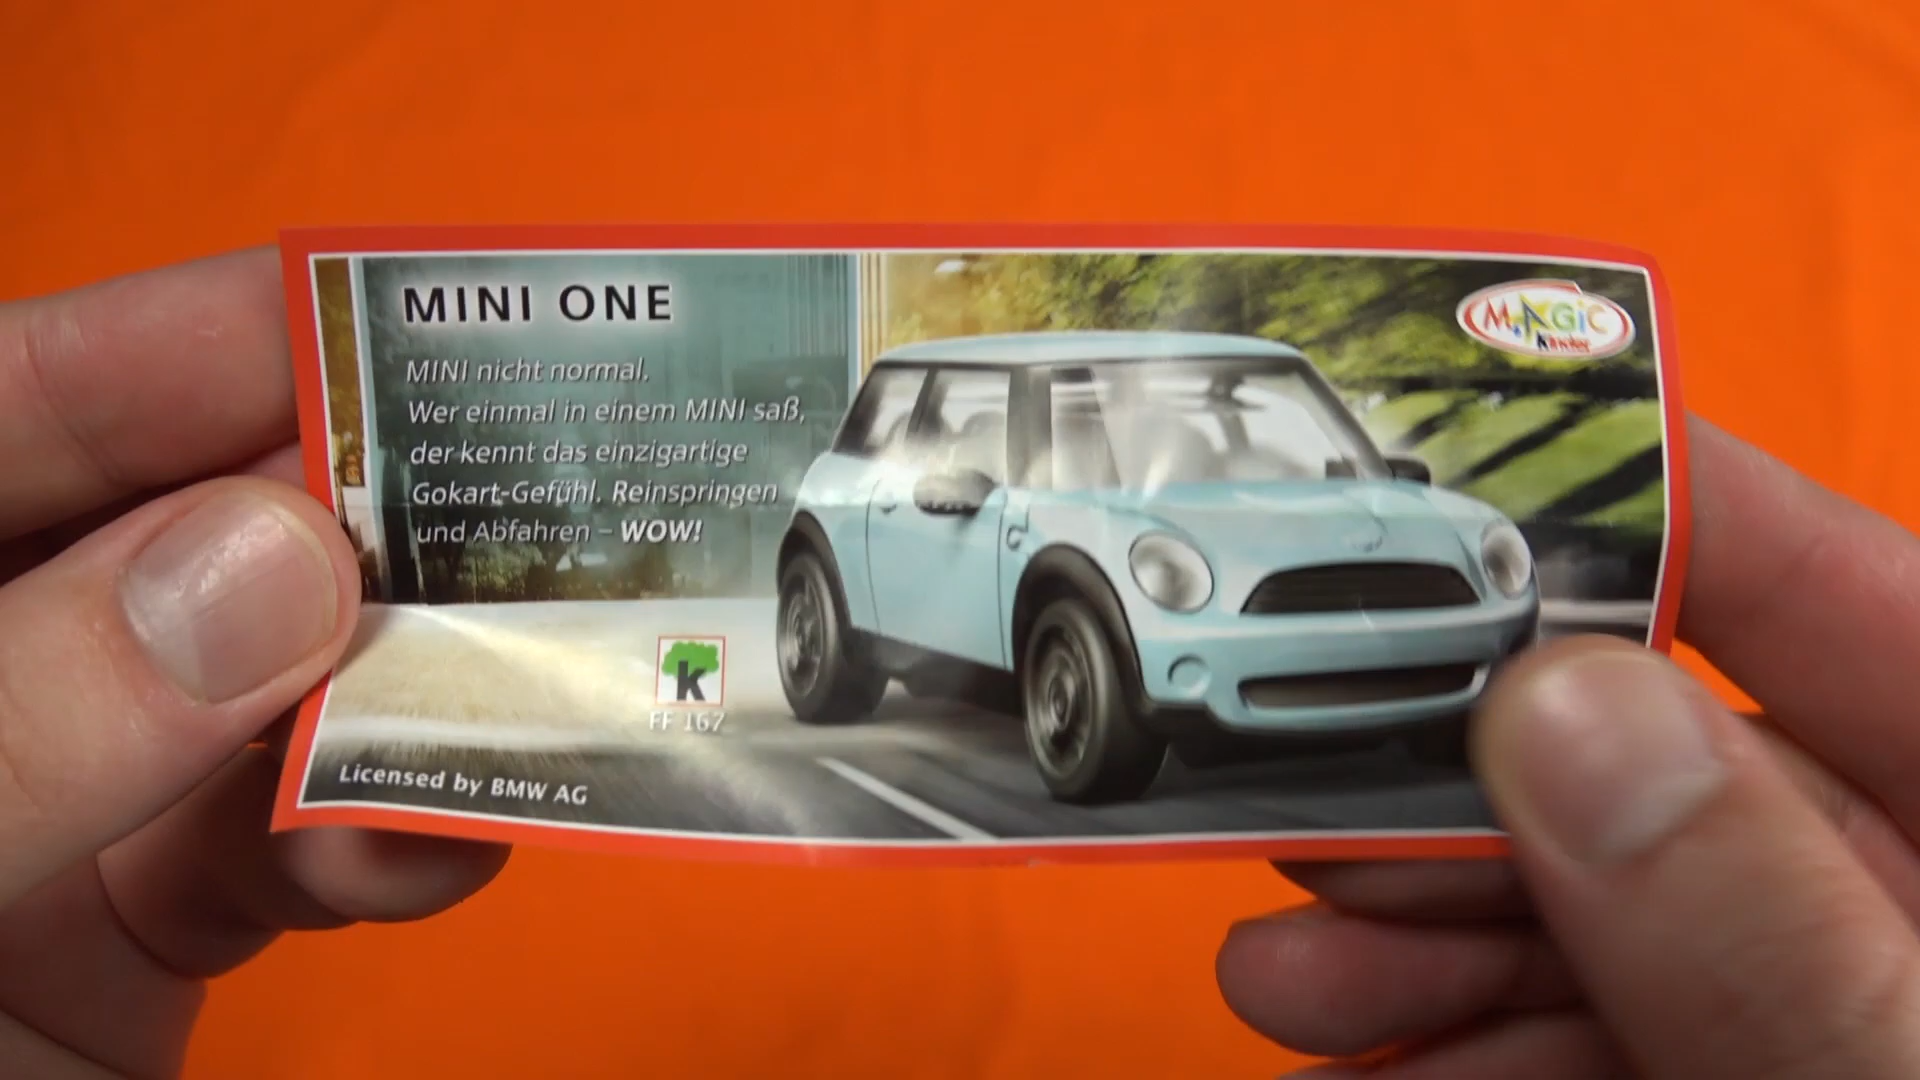 MINI ONE
MINI nicht normal.
Wer einmal in einem MINI saß,
der kennt das einzigartige
Gokart-Gefühl. Reinspringen
und Abfahren – WOW!
MAGiC
Kinder
k
FF 167
Licensed by BMW AG